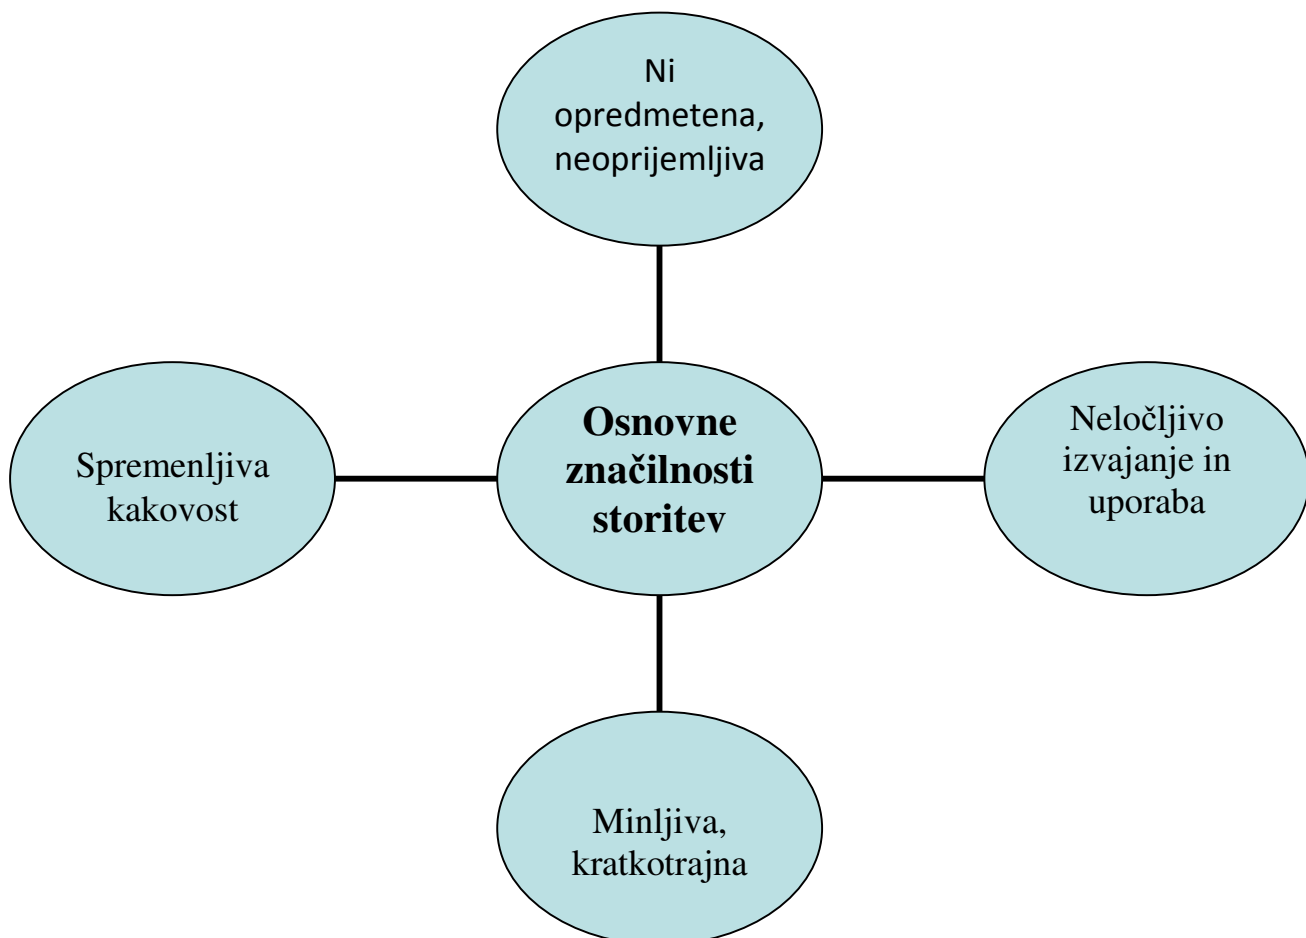 Ni
opredmetena,
neoprijemljiva
Spremenljiva
kakovost
Osnovne
značilnosti
storitev
Neločljivo
izvajanje in
uporaba
Minljiva,
kratkotrajna